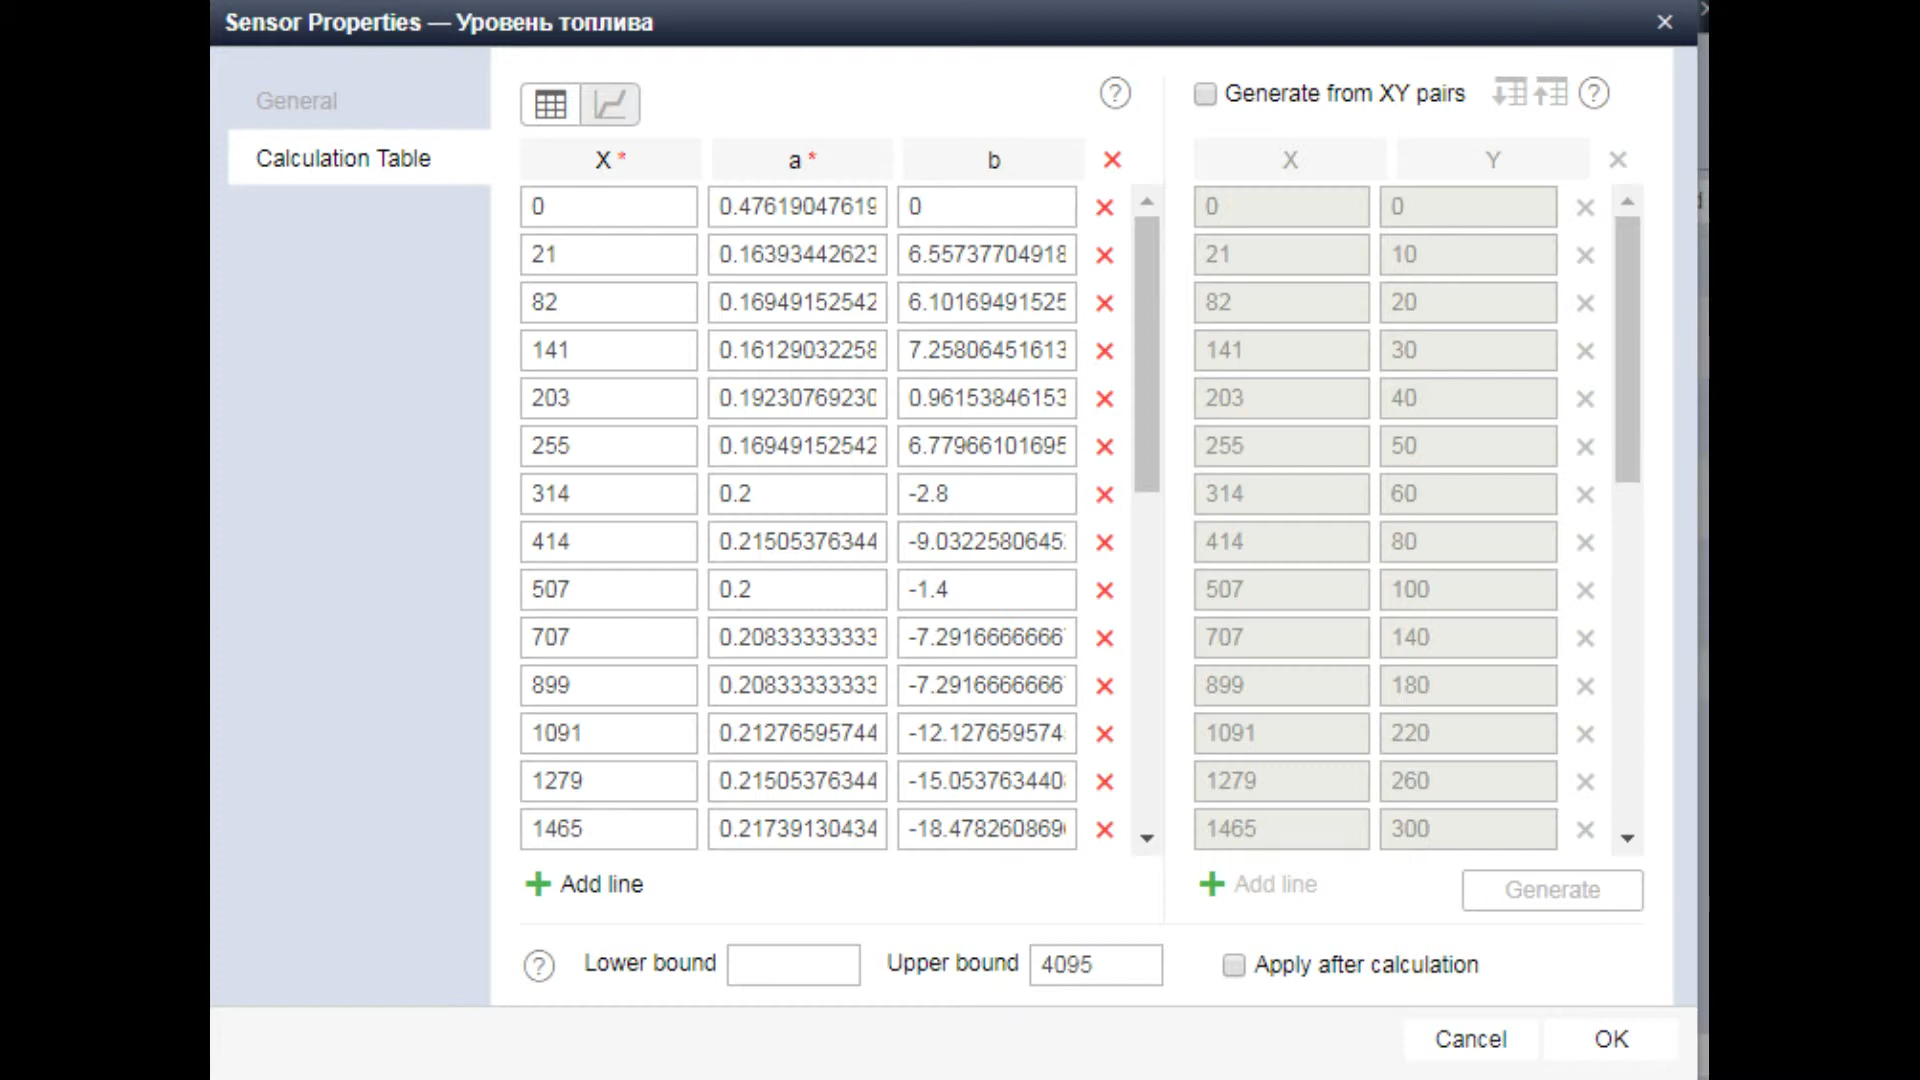 Sensor Properties — Уровень топлива
General
Calculation Table
Generate from XY pairs
X * a * b X Y
0 0.47619047619 0 0 0
21 0.16393442623 6.55737704918 21 10
82 0.16949152542 6.10169491525 82 20
141 0.16129032258 7.25806451613 141 30
203 0.19230769230 0.96153846153 203 40
255 0.16949152542 6.77966101695 255 50
314 0.2 -2.8 314 60
414 0.21505376344 -9.0322580645 414 80
507 0.2 -1.4 507 100
707 0.20833333333 -7.2916666666 707 140
899 0.20833333333 -7.2916666666 899 180
1091 0.21276595744 -12.127659574 1091 220
1279 0.21505376344 -15.053763440 1279 260
1465 0.21739130434 -18.478260869 1465 300
Add line Add line Generate
Lower bound Upper bound 4095 Apply after calculation
Cancel OK